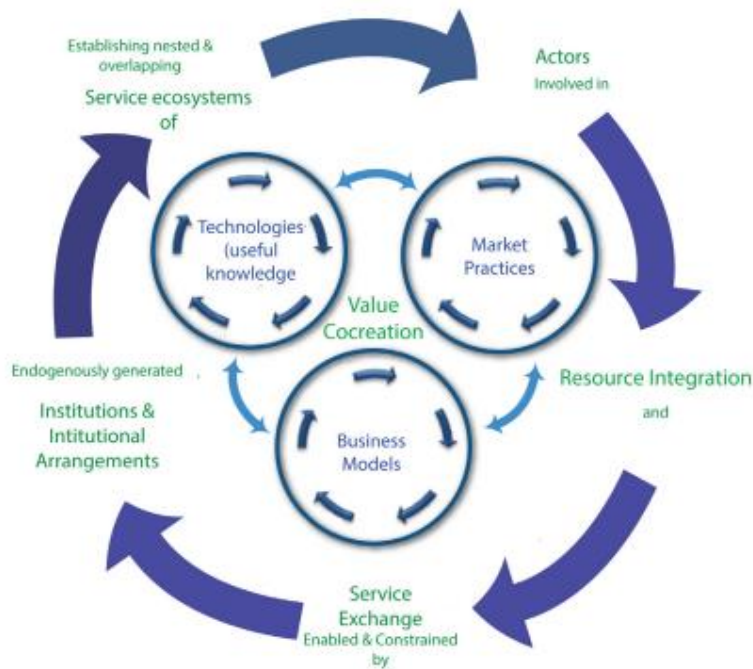 Establishing nested &
overlapping
Service ecosystems
of
Actors
Involved in
Technologies
(useful
knowledge
Market
Practices
Value
Cocreation
Business
Models
Resource Integration
and
Endogenously generated
Institutions &
Intitutional
Arrangements
Service
Exchange
Enabled & Constrained
by